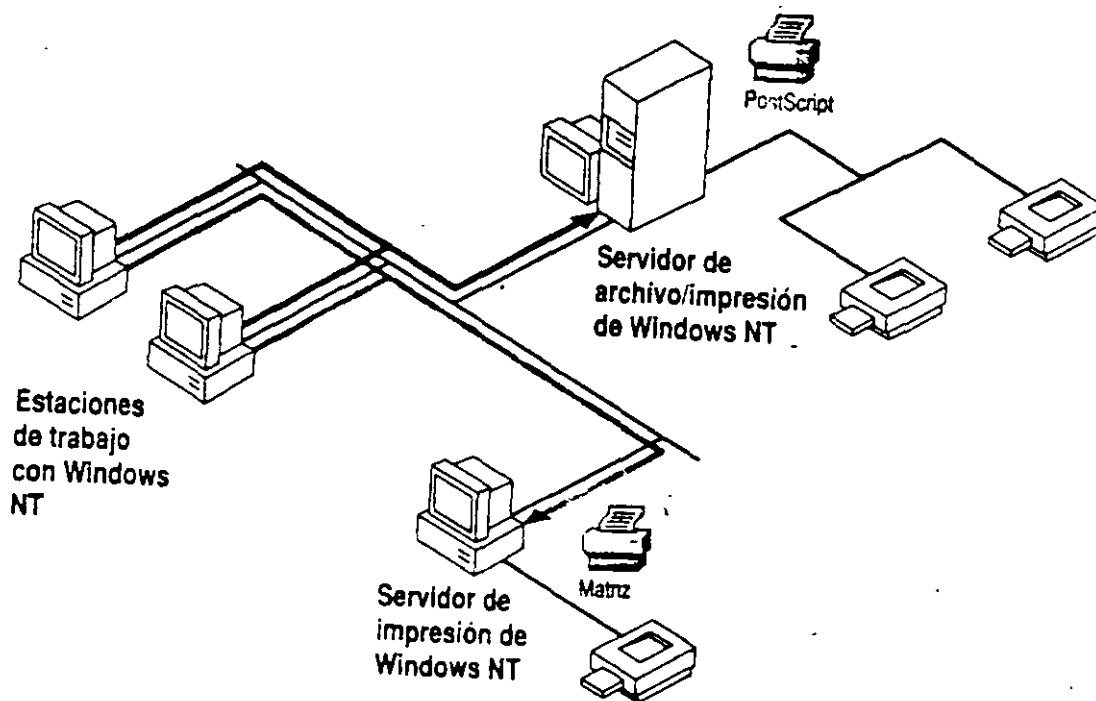 PostScript
Servidor de
archivo/impresión
de Windows NT
Estaciones
de trabajo
con Windows
NT
Matriz
Servidor de
impresión de
Windows NT